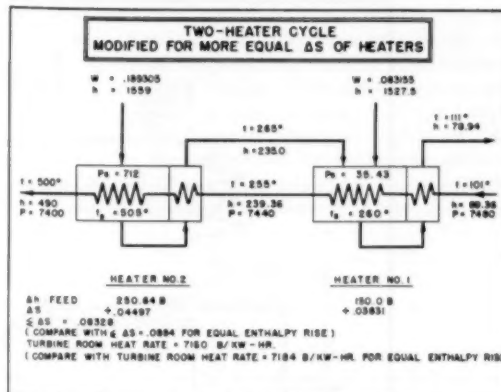 TWO-HEATER CYCLE
MODIFIED FOR MORE EQUAL ΔS OF HEATERS
W = .189305
h = 1559
W = .083155
h = 1527.5
t = 265°
h = 235.0
t = 111°
h = 78.94
Ps = 712
Ps = 35.43
t = 500°
h = 490
P = 7400
ts = 505°
t = 255°
h = 239.36
P = 7440
ts = 260°
t = 101°
P = 7480
HEATER NO. 2
HEATER NO. 1
Δh FEED 250.64 B 150.0 B
ΔS +.04497 +.03831
≤ ΔS = .08328
(COMPARE WITH ≤ ΔS = .0884 FOR EQUAL ENTHALPY RISE)
TURBINE ROOM HEAT RATE = 7180 B/KW-HR.
(COMPARE WITH TURBINE ROOM HEAT RATE = 7184 B/KW-HR. FOR EQUAL ENTHALPY RISE